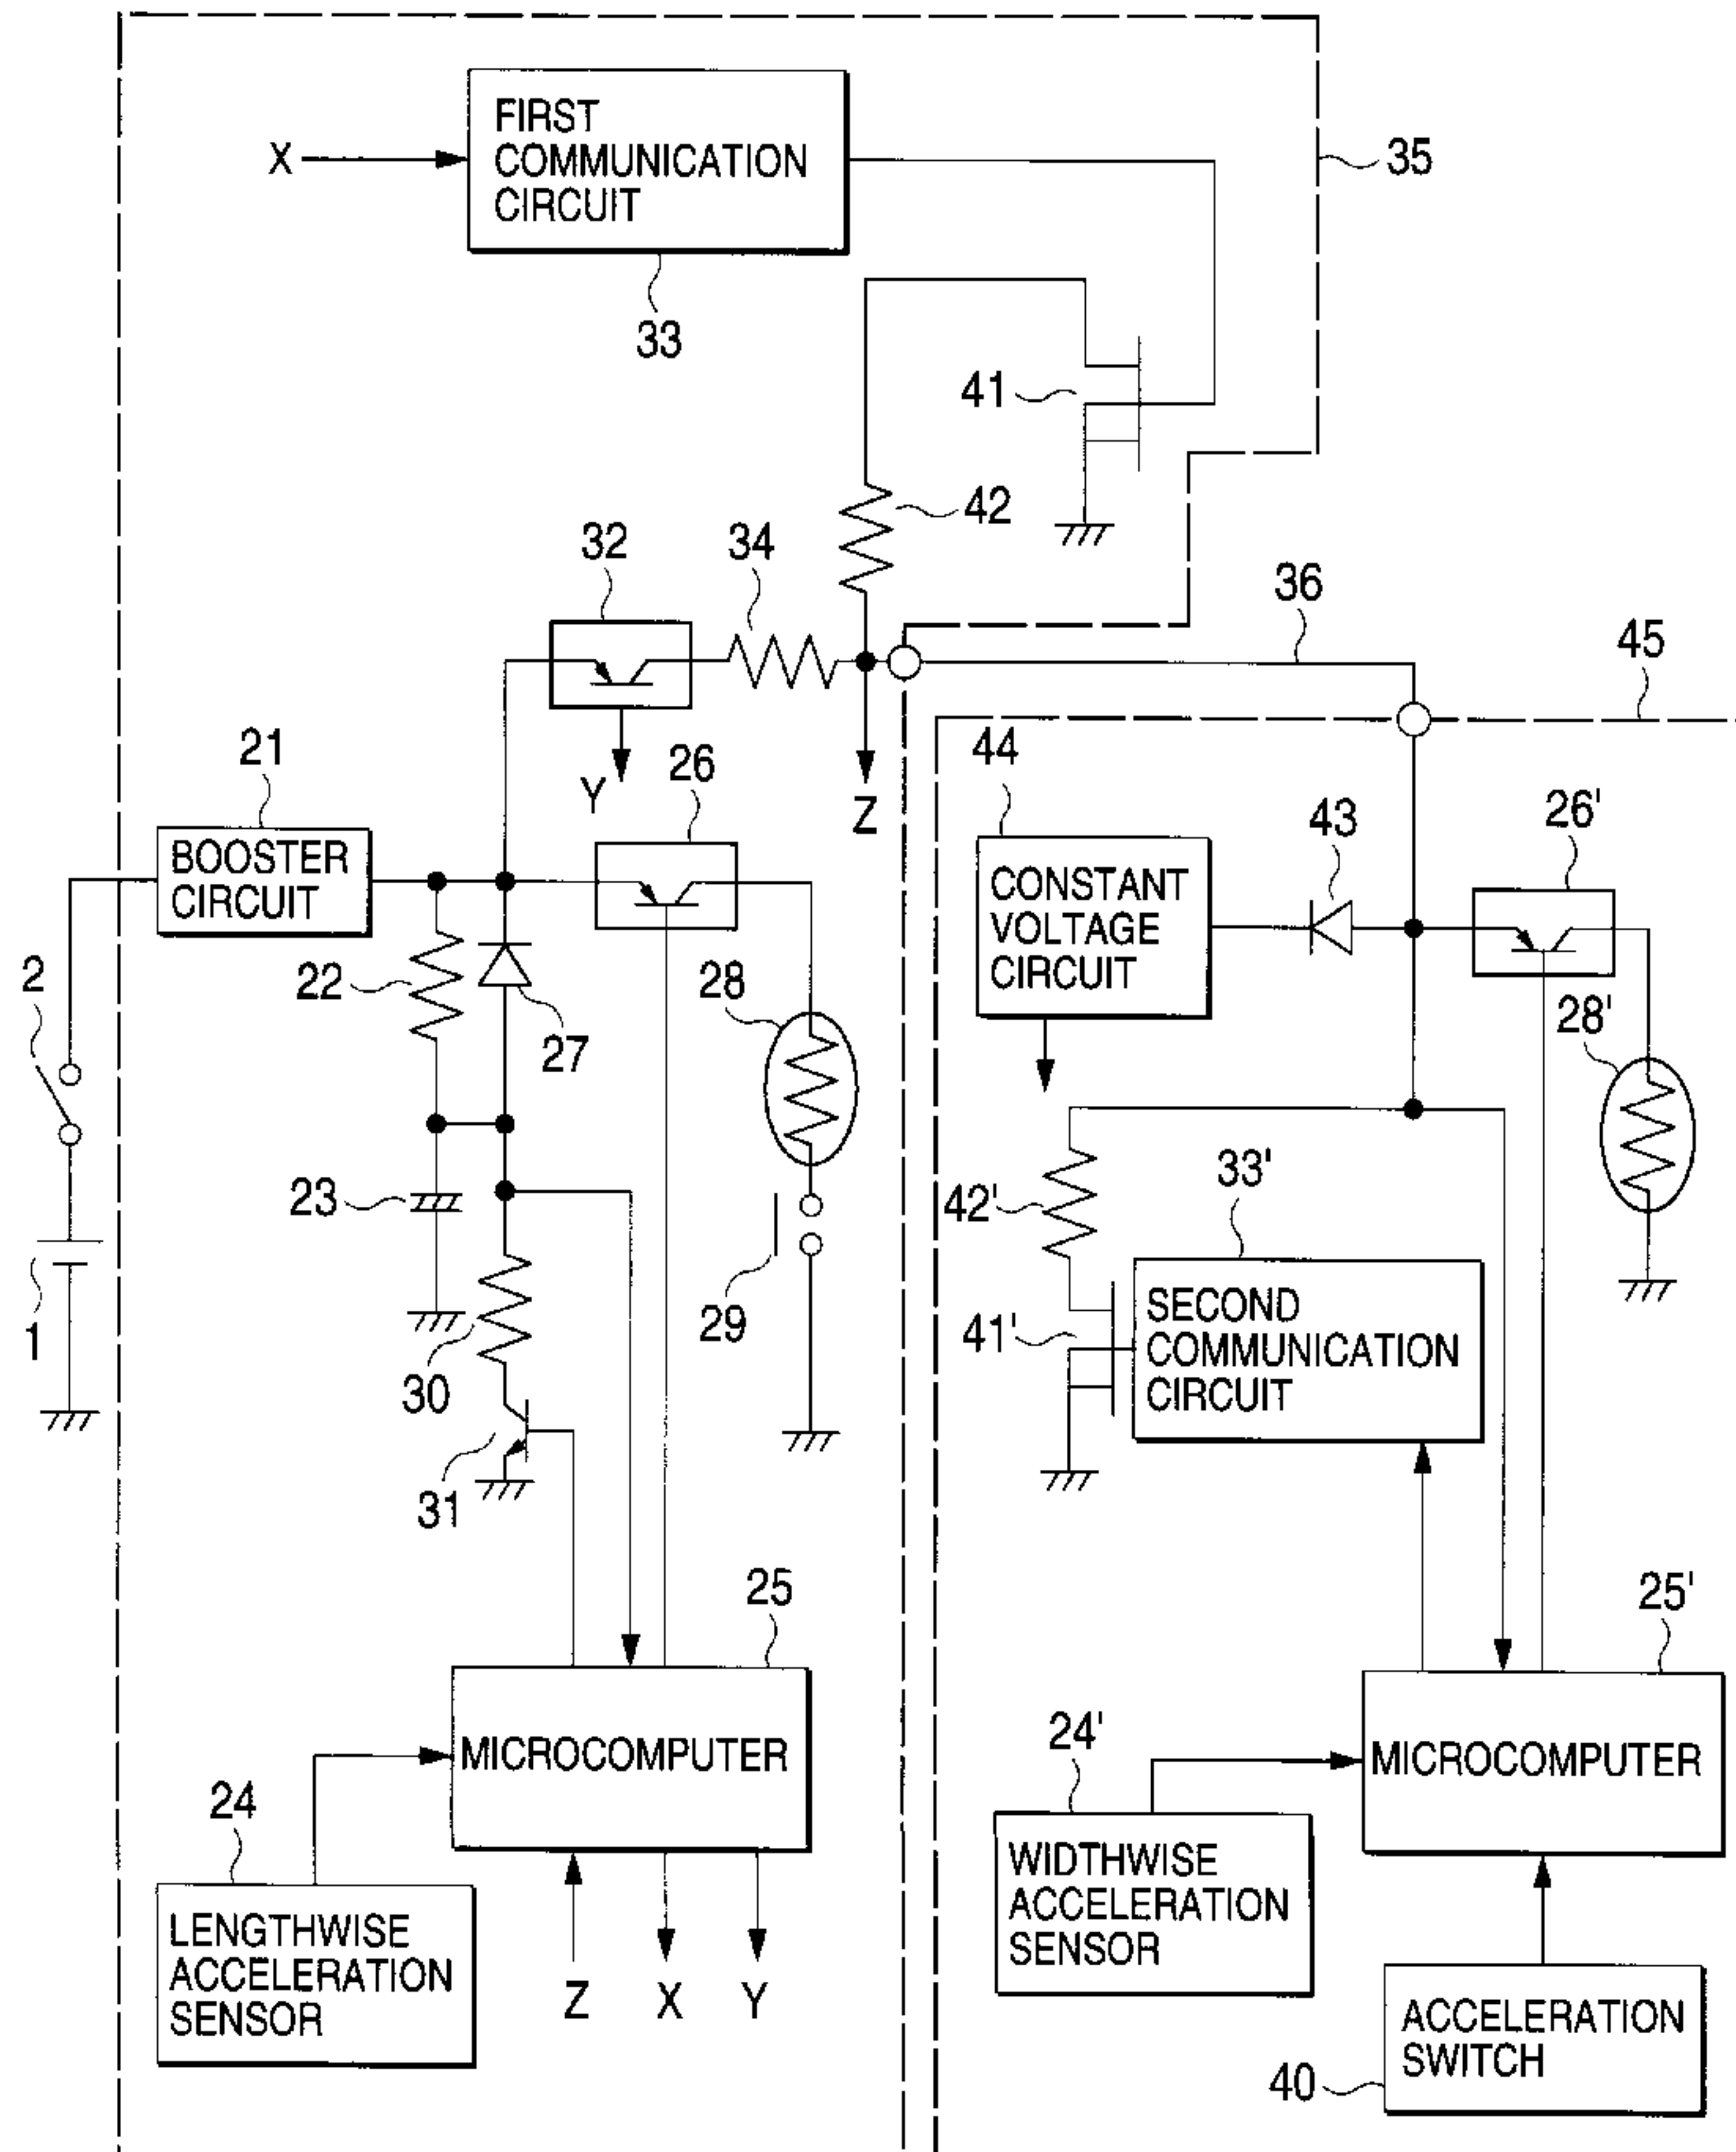 FIRST
COMMUNICATION
CIRCUIT
X
35
33
41
42
32
34
36
45
Y
Z
21
26
44
43
26'
BOOSTER
CIRCUIT
CONSTANT
VOLTAGE
CIRCUIT
2
22
27
28
28'
23
42'
33'
1
30
29
41'
SECOND
COMMUNICATION
CIRCUIT
31
25
25'
MICROCOMPUTER
MICROCOMPUTER
24
24'
LENGTHWISE
ACCELERATION
SENSOR
WIDTHWISE
ACCELERATION
SENSOR
Z X Y
ACCELERATION
SWITCH
40